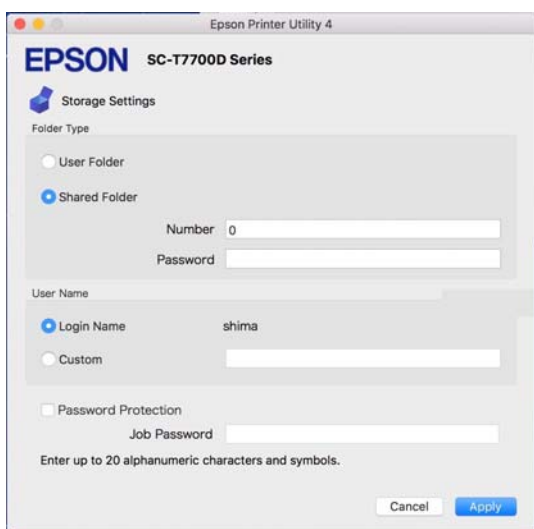 Epson Printer Utility 4
EPSON SC-T7700D Series
Storage Settings
Folder Type
User Folder
Shared Folder
Number 0
Password
User Name
Login Name shima
Custom
Password Protection
Job Password
Enter up to 20 alphanumeric characters and symbols.
Cancel Apply